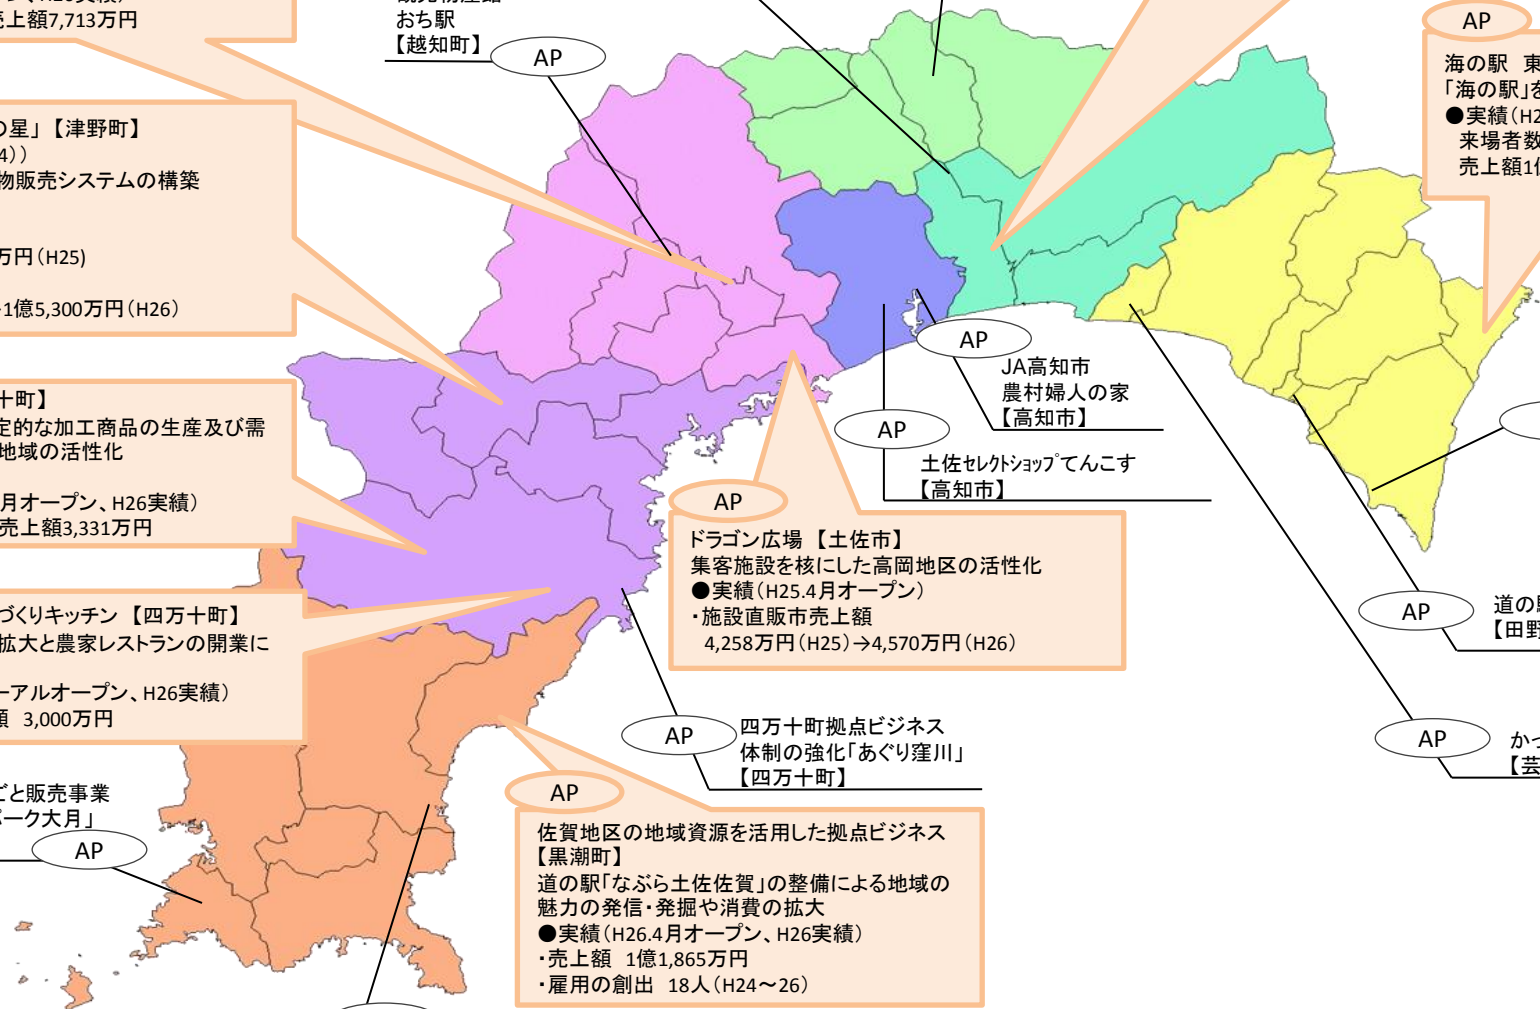 売上額7,713万円
おち駅
【越知町】
AP
の星」【津野町】
4））
物販売システムの構築
万円（H25)
1億5,300万円（H26）
十町】
定的な加工商品の生産及び需
地域の活性化
月オープン、H26実績）
売上額3,331万円
づくりキッチン 【四万十町】
拡大と農家レストランの開業に
ーアルオープン、H26実績）
額 3,000万円
ごと販売事業
パーク大月」
AP
AP
海の駅 東
「海の駅」を
●実績（H2
来場者数
売上額1億
AP
JA高知市
農村婦人の家
【高知市】
AP
土佐セレクトショップてんこす
【高知市】
AP
ドラゴン広場 【土佐市】
集客施設を核にした高岡地区の活性化
●実績（H25.4月オープン）
・施設直販市売上額
4,258万円（H25）→4,570万円（H26）
AP
四万十町拠点ビジネス
体制の強化「あぐり窪川」
【四万十町】
AP
佐賀地区の地域資源を活用した拠点ビジネス
【黒潮町】
道の駅「なぶら土佐佐賀」の整備による地域の
魅力の発信・発掘や消費の拡大
●実績（H26.4月オープン、H26実績）
・売上額 1億1,865万円
・雇用の創出 18人（H24～26）
AP
道の駅
【田野
AP
かっ
【芸